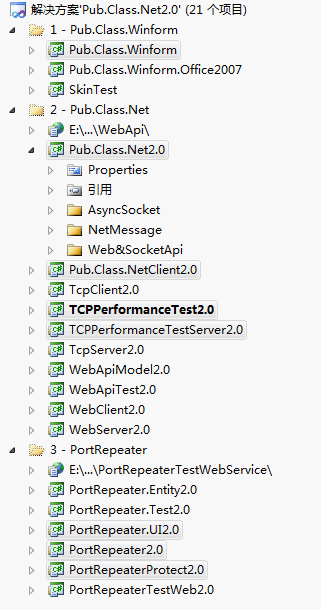 解决方案'Pub.Class.Net2.0' (21 个项目)
1 - Pub.Class.Winform
Pub.Class.Winform
Pub.Class.Winform.Office2007
SkinTest
2 - Pub.Class.Net
E:\...\WebApi\
Pub.Class.Net2.0
Properties
引用
AsyncSocket
NetMessage
Web&SocketApi
Pub.Class.NetClient2.0
TcpClient2.0
TCPPerformanceTest2.0
TCPPerformanceTestServer2.0
TcpServer2.0
WebApiModel2.0
WebApiTest2.0
WebClient2.0
WebServer2.0
3 - PortRepeater
E:\...\PortRepeaterTestWebService\
PortRepeater.Entity2.0
PortRepeater.Test2.0
PortRepeater.UI2.0
PortRepeater2.0
PortRepeaterProtect2.0
PortRepeaterTestWeb2.0